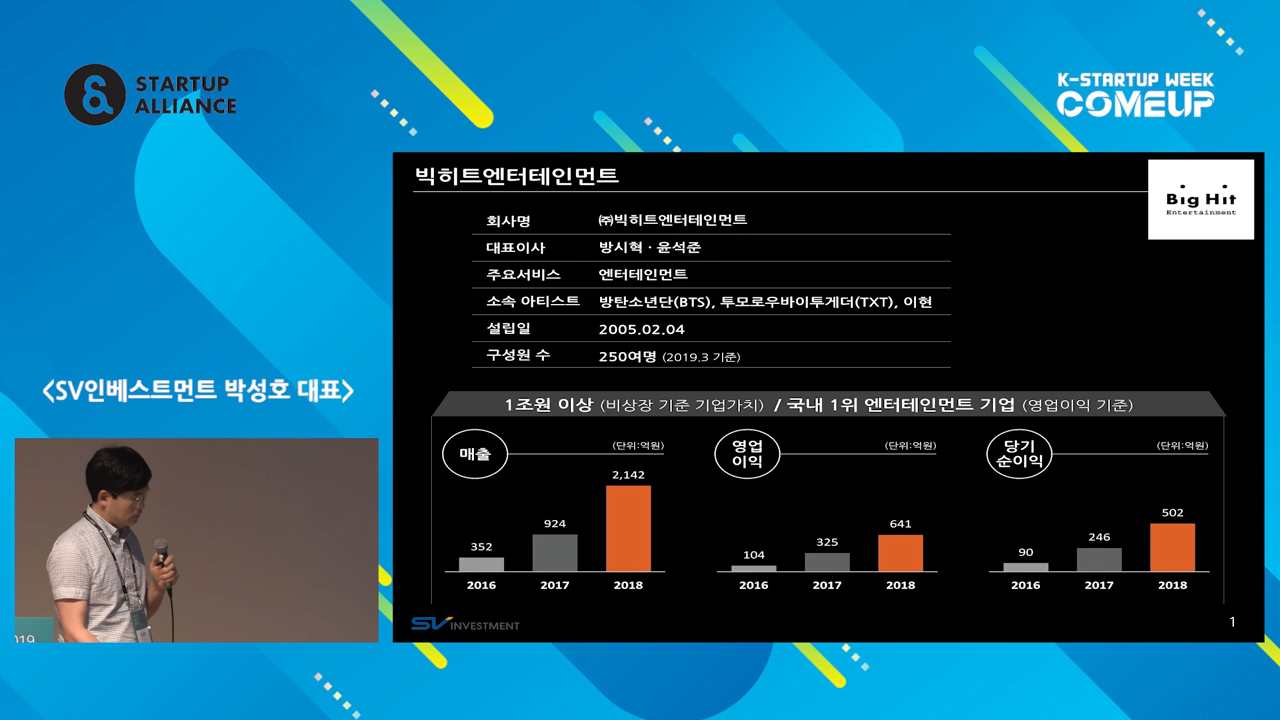 STARTUP
ALLIANCE
K-STARTUP WEEK
COMEUP
빅히트엔터테인먼트
Big Hit
Entertainment
회사명 ㈜빅히트엔터테인먼트
대표이사 방시혁 · 윤석준
주요서비스 엔터테인먼트
소속 아티스트 방탄소년단(BTS), 투모로우바이투게더(TXT), 이현
설립일 2005.02.04
구성원 수 250여명 (2019.3 기준)
<SV인베스트먼트 박성호 대표>
1조원 이상 (비상장 기준 기업가치) / 국내 1위 엔터테인먼트 기업 (영업이익 기준)
매출
(단위:억원)
352
924
2,142
2016 2017 2018
영업
이익
(단위:억원)
104
325
641
2016 2017 2018
당기
순이익
(단위:억원)
90
246
502
2016 2017 2018
SV INVESTMENT
1
2019